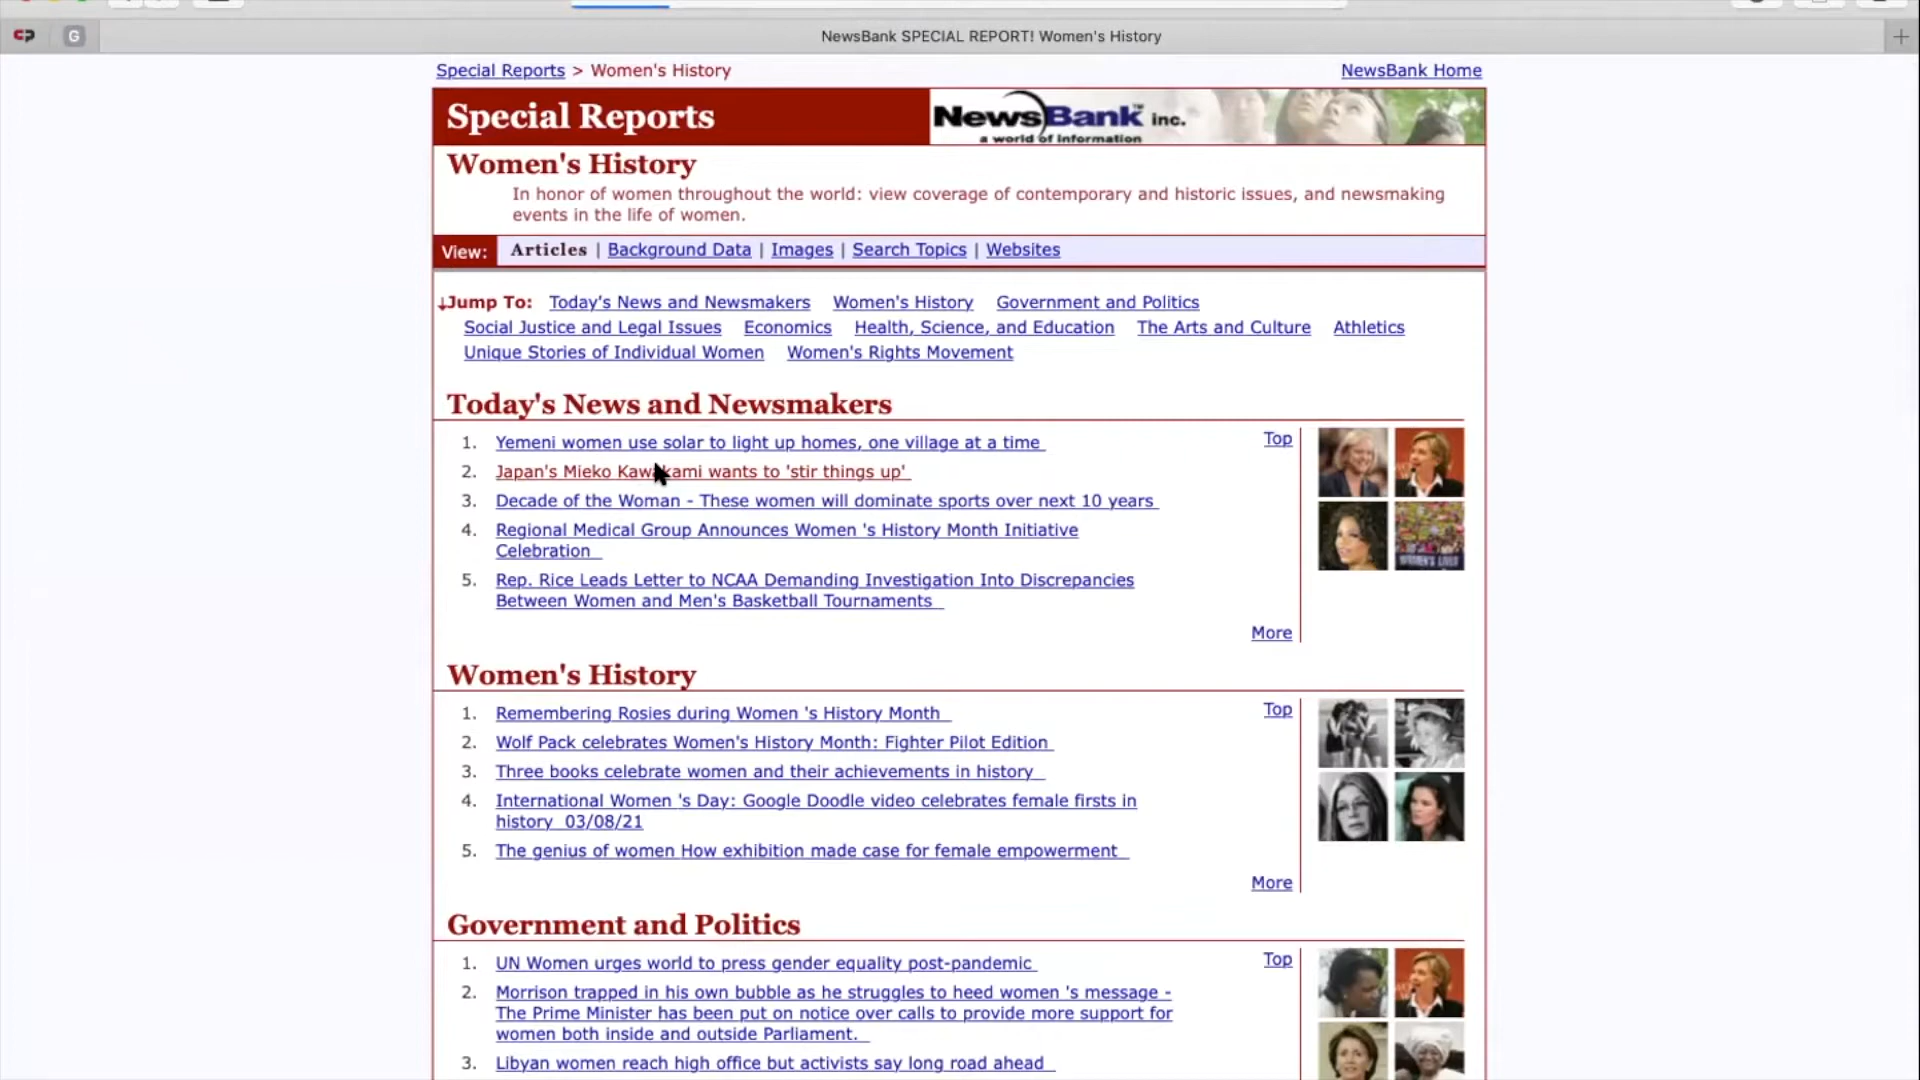 G
NewsBank SPECIAL REPORT! Women's History
Special Reports > Women's History
NewsBank Home
Special Reports
NewsBank inc.
a world of information
Women's History
In honor of women throughout the world: view coverage of contemporary and historic issues, and newsmaking
events in the life of women.
View: Articles | Background Data | Images | Search Topics | Websites
↓Jump To: Today's News and Newsmakers Women's History Government and Politics
Social Justice and Legal Issues Economics Health, Science, and Education The Arts and Culture Athletics
Unique Stories of Individual Women Women's Rights Movement
Today's News and Newsmakers
1. Yemeni women use solar to light up homes, one village at a time
Top
2. Japan's Mieko Kawakami wants to 'stir things up'
3. Decade of the Woman - These women will dominate sports over next 10 years
4. Regional Medical Group Announces Women 's History Month Initiative
Celebration
5. Rep. Rice Leads Letter to NCAA Demanding Investigation Into Discrepancies
Between Women and Men's Basketball Tournaments
More
Women's History
1. Remembering Rosies during Women 's History Month
Top
2. Wolf Pack celebrates Women's History Month: Fighter Pilot Edition
3. Three books celebrate women and their achievements in history
4. International Women 's Day: Google Doodle video celebrates female firsts in
history 03/08/21
5. The genius of women How exhibition made case for female empowerment
More
Government and Politics
1. UN Women urges world to press gender equality post-pandemic
Top
2. Morrison trapped in his own bubble as he struggles to heed women 's message -
The Prime Minister has been put on notice over calls to provide more support for
women both inside and outside Parliament.
3. Libyan women reach high office but activists say long road ahead